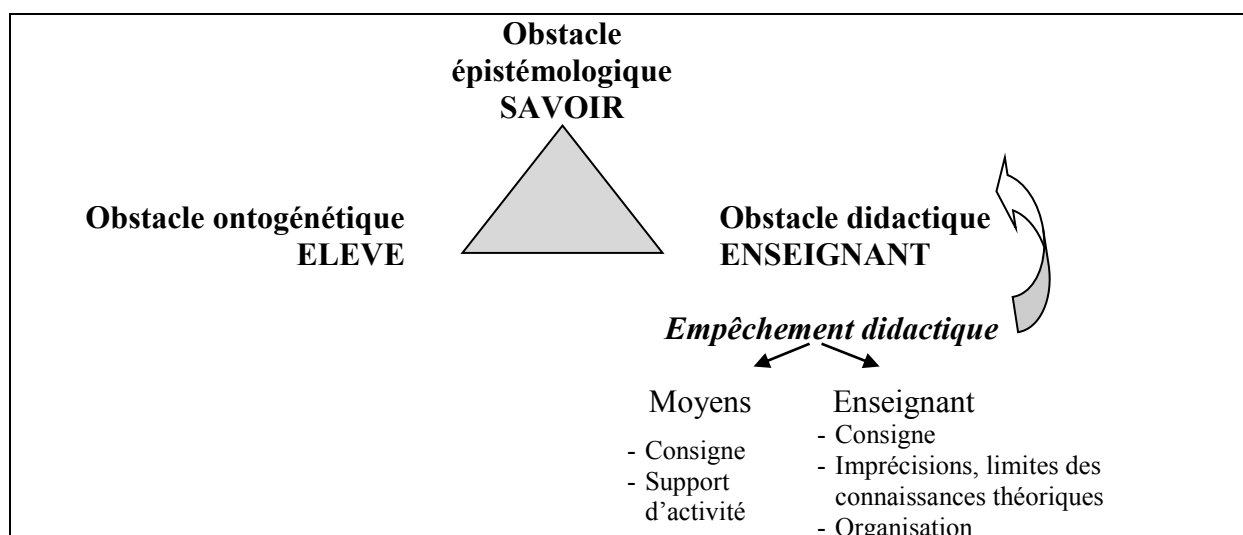 Obstacle
épistémologique
SAVOIR
Obstacle ontogénétique
ELEVE
Obstacle didactique
ENSEIGNANT
Empêchement didactique
Moyens
- Consigne
- Support
d’activité
Enseignant
- Consigne
- Imprécisions, limites des
connaissances théoriques
- Organisation